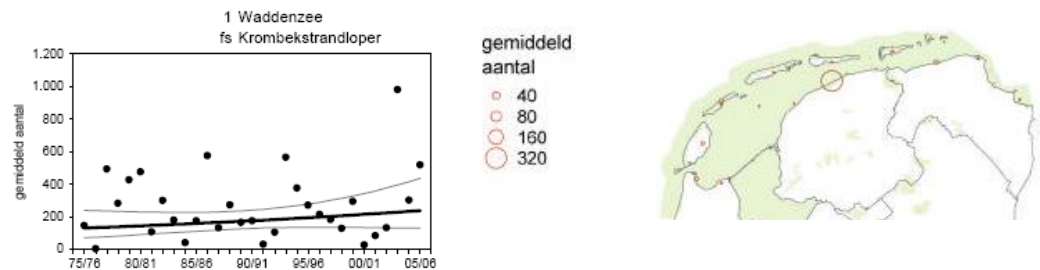 1 Waddenzee
fs Krombekstrandloper
gemiddeld aantal
1.200
1.000
800
600
400
200
0
75/76 80/81 85/86 90/91 95/96 00/01 05/06
gemiddeld
aantal
40
80
160
320